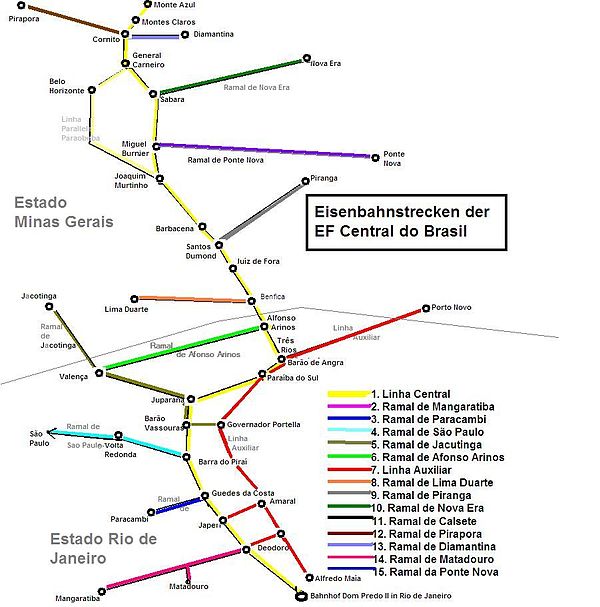 Monte Azul
Pirapora
Montes Claros
Cornito
Diamantina
General
Carneiro
Nova Era
Belo
Horizonte
Ramal de Nova Era
Sabara
Linha
Parallela
Paraobeba
Miguel
Burnier
Ramal de Ponte Nova
Ponte
Nova
Joaquim
Murtinho
Piranga
Estado
Minas Gerais
Eisenbahnstrecken der
EF Central do Brasil
Barbacena
Santos
Dumond
Juiz de Fora
Jacotinga
Lima Duarte
Benfica
Porto Novo
Alfonso
Arinos
Ramal
de
Jacotinga
Linha
Auxiliar
Ramal
de Afonso Arinos
Três
Rios
Barão de Angra
Valença
Paraíba do Sul
Juparanã
1. Linha Central
2. Ramal de Mangaratiba
3. Ramal de Paracambi
4. Ramal de São Paulo
5. Ramal de Jacutinga
6. Ramal de Afonso Arinos
7. Linha Auxiliar
8. Ramal de Lima Duarte
9. Ramal de Piranga
10. Ramal de Nova Era
11. Ramal de Calsete
12. Ramal de Pirapora
13. Ramal de Diamantina
14. Ramal de Matadouro
15. Ramal da Ponte Nova
Barão
Vassouras
Governador Portella
São
Paulo
Ramal de
Sao Paulo
Volta
Redonda
Linha
Auxiliar
Barra do Piraí
Guedes da Costa
Ramal
de
Amaral
Paracambi
Japeri
Estado Rio de
Janeiro
Deodoro
Matadouro
Alfredo Maia
Mangaratiba
Bahnhof Dom Predo II in Rio de Janeiro